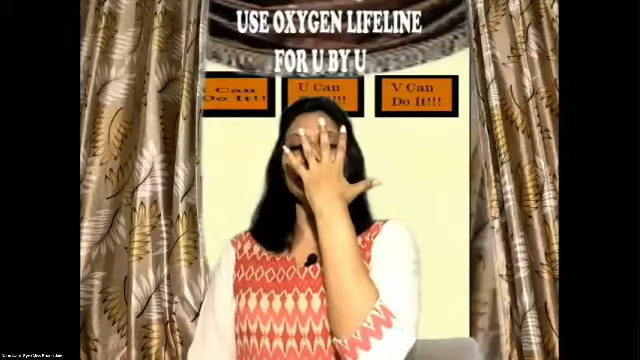 USE OXYGEN LIFELINE
FOR U BY U
Can
Do It!!
U Can
!!!
V Can
Do It!!!